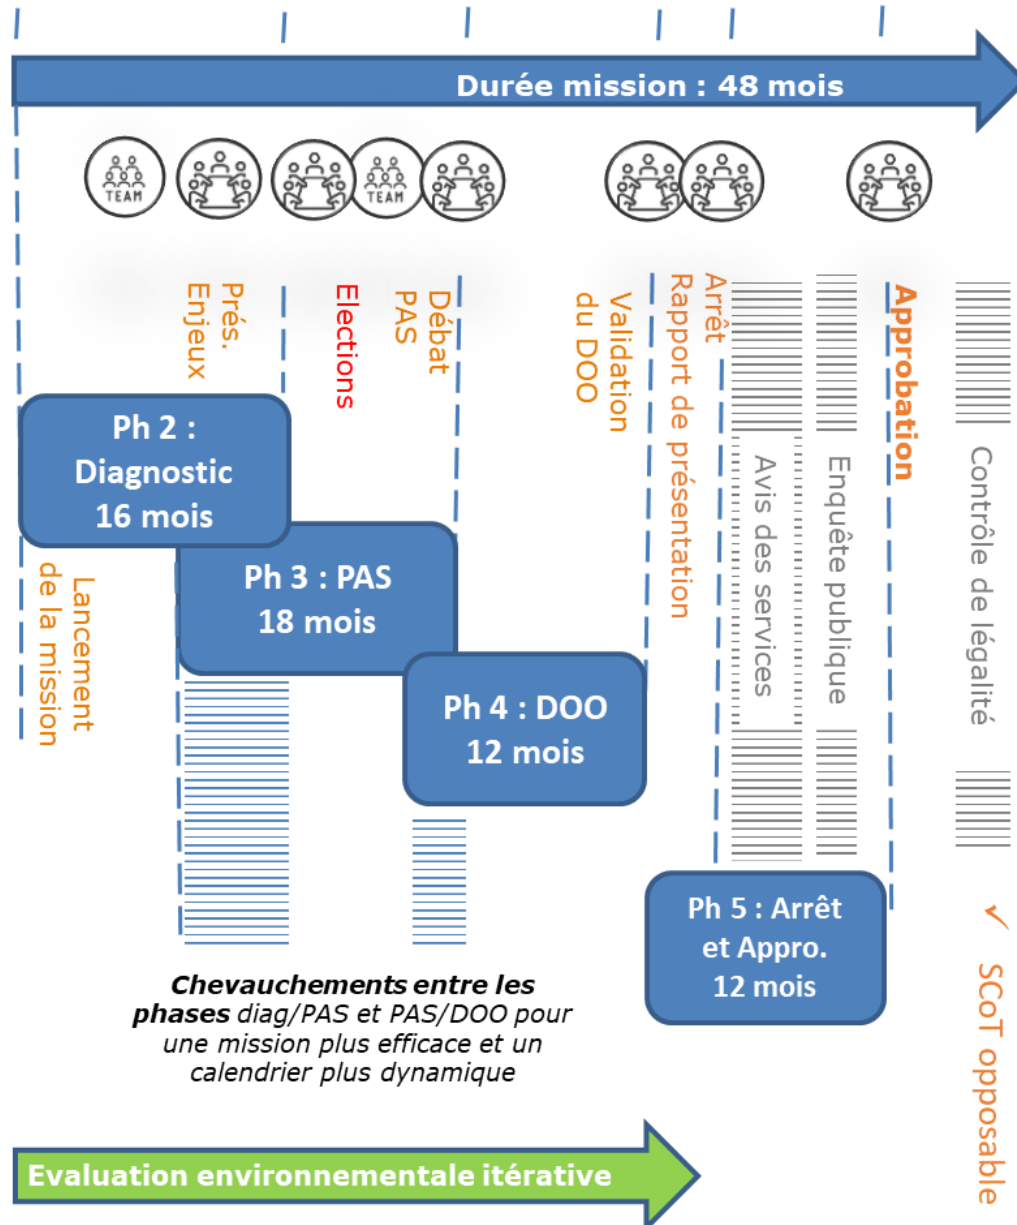 Durée mission : 48 mois
TEAM
TEAM
Prés.
Enjeux
Elections
Débat
PAS
Validation
du DOO
Arrêt
Rapport de présentation
Approbation
Ph 2 :
Diagnostic
16 mois
Avis des services
Enquête publique
Contrôle de légalité
Lancement
de la mission
Ph 3 : PAS
18 mois
Ph 4 : DOO
12 mois
Ph 5 : Arrêt
et Appro.
12 mois
✓ SCoT opposable
Chevauchements entre les
phases diag/PAS et PAS/DOO pour
une mission plus efficace et un
calendrier plus dynamique
Evaluation environnementale itérative